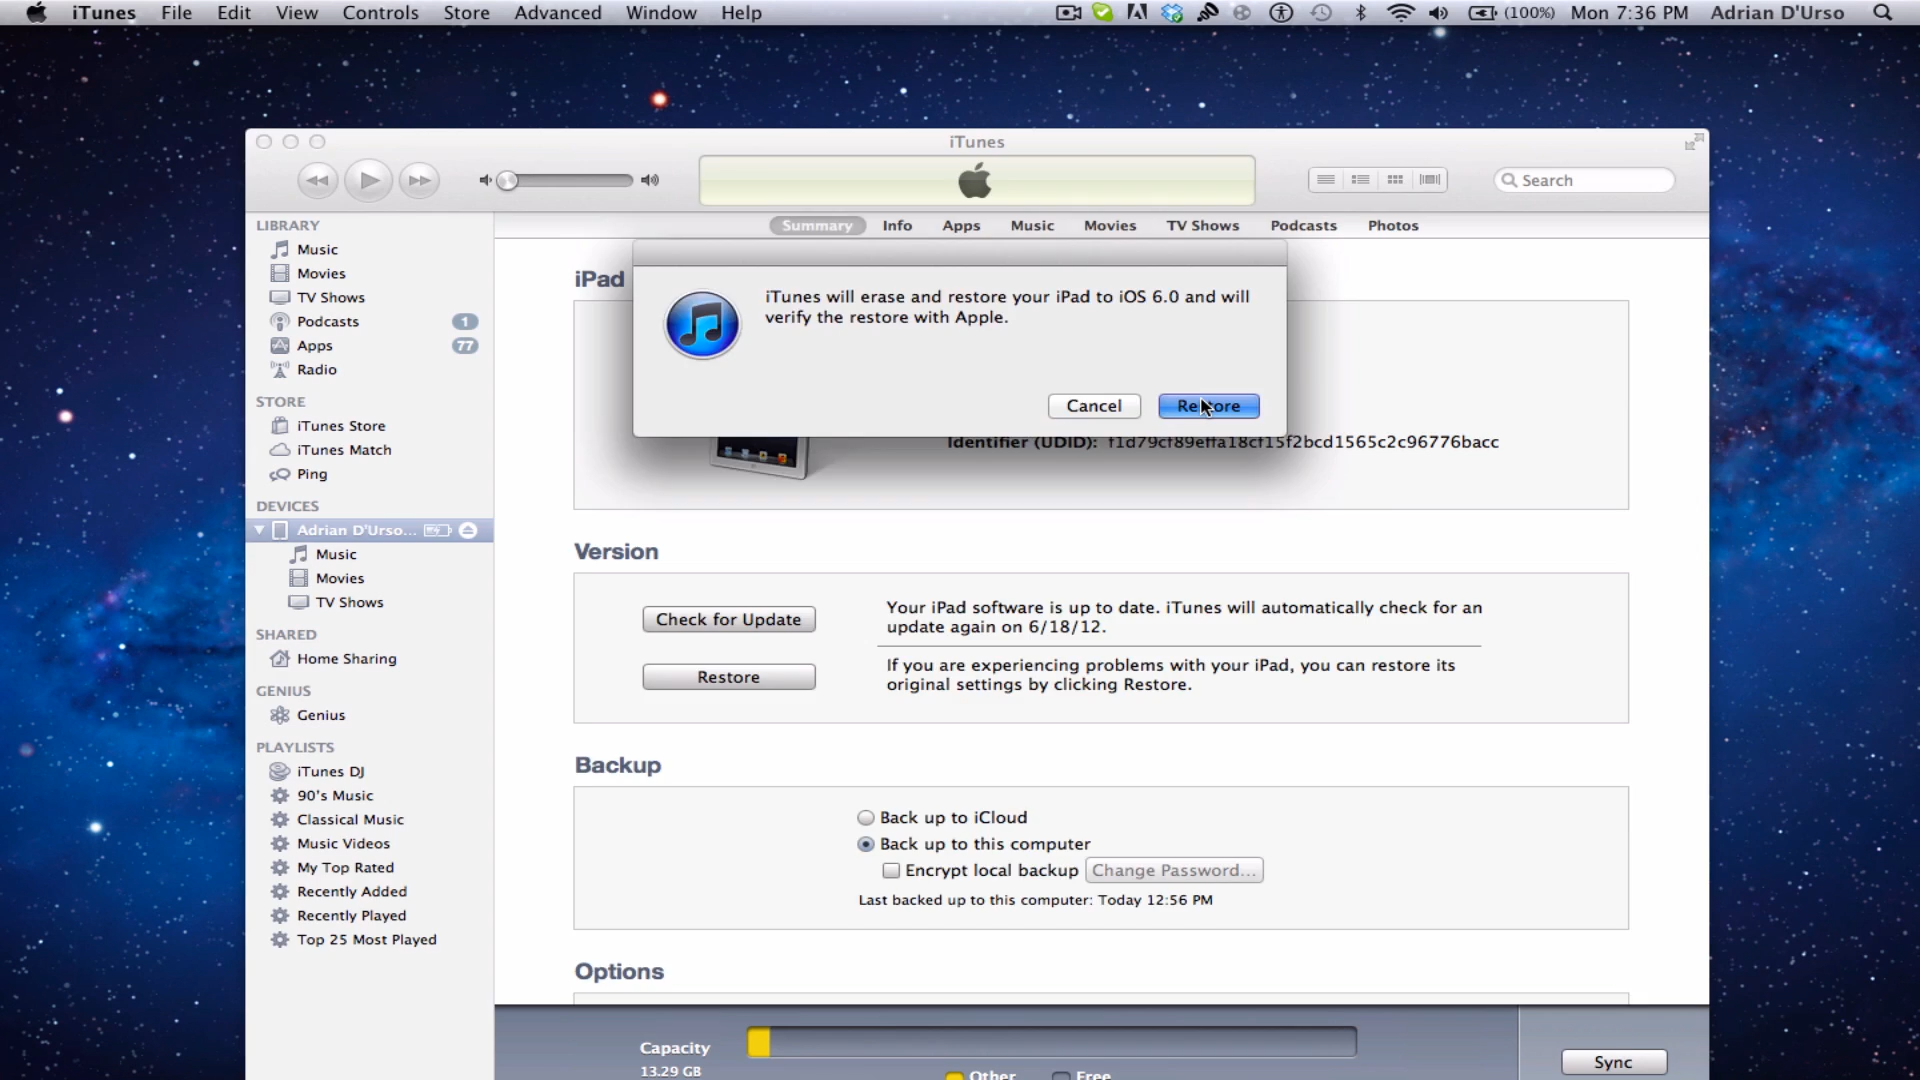 iTunes File Edit View Controls Store Advanced Window Help (100%) Mon 7:36 PM Adrian D'Urso
iTunes
Search
LIBRARY
Music
Movies
TV Shows
Podcasts 1
Apps 77
Radio
STORE
iTunes Store
iTunes Match
Ping
DEVICES
Adrian D'Urso...
Music
Movies
TV Shows
SHARED
Home Sharing
GENIUS
Genius
PLAYLISTS
iTunes DJ
90's Music
Classical Music
Music Videos
My Top Rated
Recently Added
Recently Played
Top 25 Most Played
Summary Info Apps Music Movies TV Shows Podcasts Photos
iPad
iTunes will erase and restore your iPad to iOS 6.0 and will
verify the restore with Apple.
Cancel Restore
Identifier (UDID): f1d79cf89effa18cf15f2bcd1565c2c96776bacc
Version
Check for Update
Your iPad software is up to date. iTunes will automatically check for an
update again on 6/18/12.
Restore
If you are experiencing problems with your iPad, you can restore its
original settings by clicking Restore.
Backup
Back up to iCloud
Back up to this computer
Encrypt local backup Change Password...
Last backed up to this computer: Today 12:56 PM
Options
Capacity
13.29 GB
Other Free
Sync